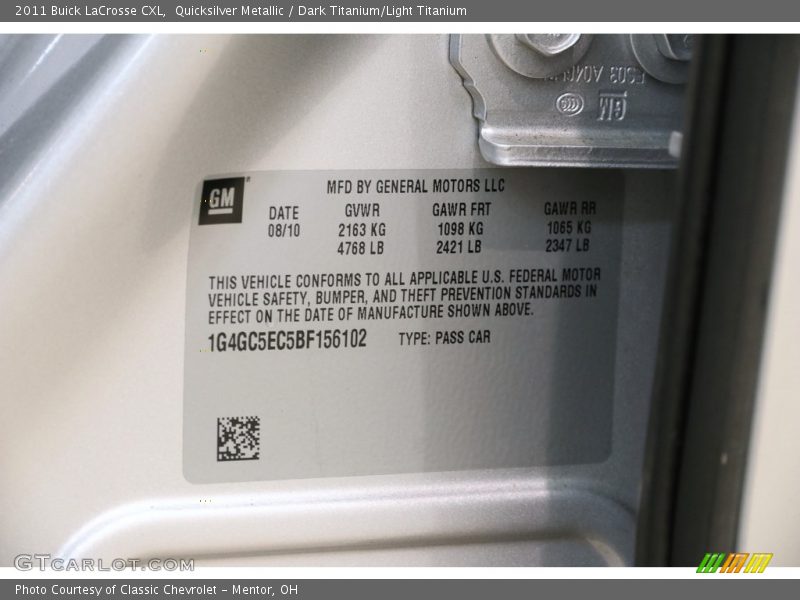 2011 Buick LaCrosse CXL, Quicksilver Metallic / Dark Titanium/Light Titanium
GM
GM
MFD BY GENERAL MOTORS LLC
DATE GVWR GAWR FRT GAWR RR
08/10 2163 KG 1098 KG 1065 KG
4768 LB 2421 LB 2347 LB
THIS VEHICLE CONFORMS TO ALL APPLICABLE U.S. FEDERAL MOTOR
VEHICLE SAFETY, BUMPER, AND THEFT PREVENTION STANDARDS IN
EFFECT ON THE DATE OF MANUFACTURE SHOWN ABOVE.
1G4GC5EC5BF156102 TYPE: PASS CAR
GTCARLOT.COM
Photo Courtesy of Classic Chevrolet - Mentor, OH